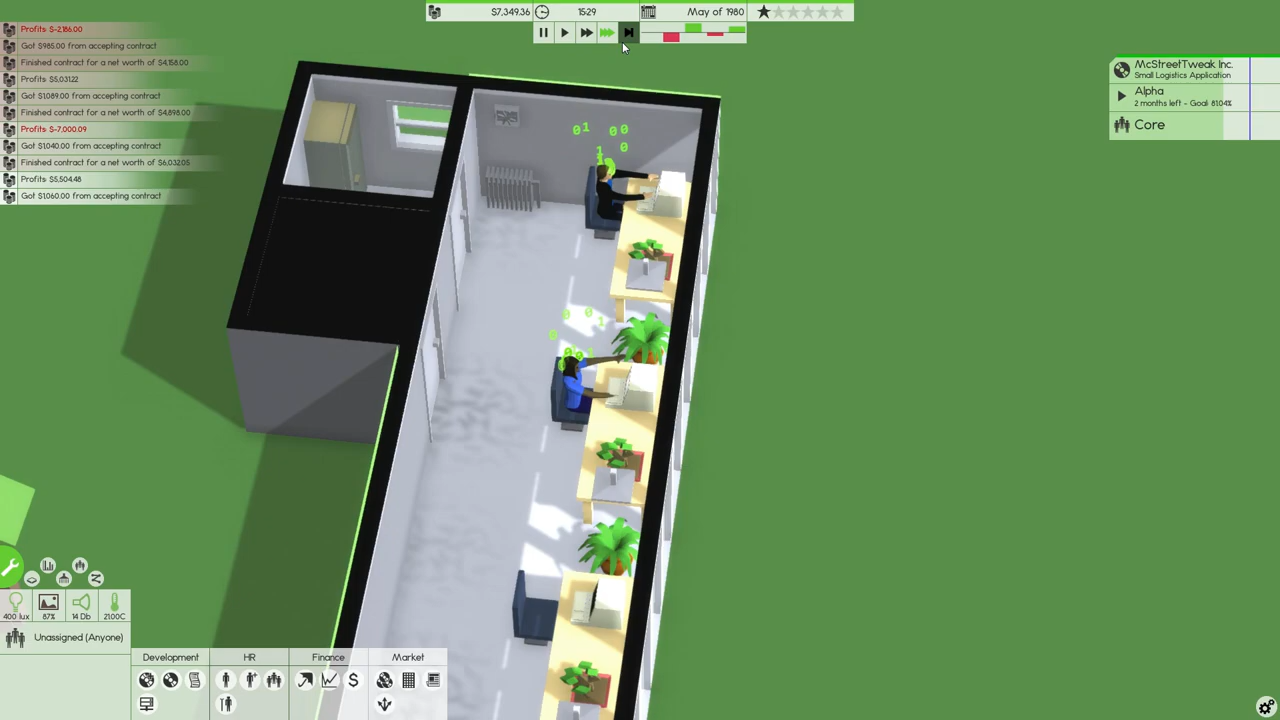 $7,349.36
1529
May of 1980
Profits: $-2,186.00
Got $985.00 from accepting contract
Finished contract for a net worth of $4,158.00
Profits: $5,031.22
Got $1,089.00 from accepting contract
Finished contract for a net worth of $4,898.00
Profits: $-7,000.09
Got $1,040.00 from accepting contract
Finished contract for a net worth of $6,032.05
Profits: $5,504.48
Got $1,060.00 from accepting contract
McStreetTweak Inc.
Small Logistics Application
Alpha
2 months left - Goal: 81.04%
Core
400 lux
87%
14 Db
21.00C
Unassigned (Anyone)
Development
HR
Finance
Market